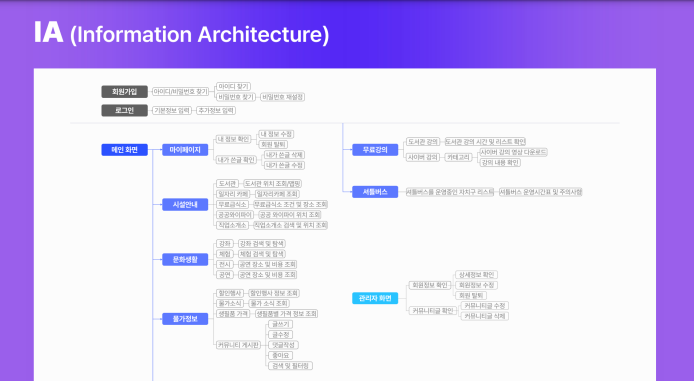 IA (Information Architecture)
회원가입 아이디/비밀번호 찾기 아이디 찾기
비밀번호 찾기 비밀번호 재설정
로그인 기본정보 입력 추가정보 입력
메인 화면
마이페이지
내 정보 확인
내 정보 수정
회원 탈퇴
내가 쓴글 확인
내가 쓴글 삭제
내가 쓴글 수정
시설안내
도서관 도서관 위치 조회/맵핑
일자리 카페 일자리카페 조회
무료급식소 무료급식소 조건 및 장소 조회
공공와이파이 공공 와이파이 위치 조회
직업소개소 직업소개소 검색 및 위치 조회
문화생활
강좌 강좌 검색 및 탐색
체험 체험 검색 및 탐색
전시 공연 장소 및 비용 조회
공연 공연 장소 및 비용 조회
물가정보
할인행사 할인행사 정보 조회
물가소식 물가 소식 조회
생필품 가격 생필품별 가격 정보 조회
커뮤니티 게시판
글쓰기
글수정
댓글작성
좋아요
검색 및 필터링
무료강의
도서관 강의 도서관 강의 시간 및 리스트 확인
사이버 강의 카테고리
사이버 강의 영상 다운로드
강의 내용 확인
셔틀버스 셔틀버스를 운영중인 자치구 리스트 셔틀버스 운영시간표 및 주의사항
관리자 화면
회원정보 확인
상세정보 확인
회원정보 수정
회원 탈퇴
커뮤니티글 확인
커뮤니티글 수정
커뮤니티글 삭제